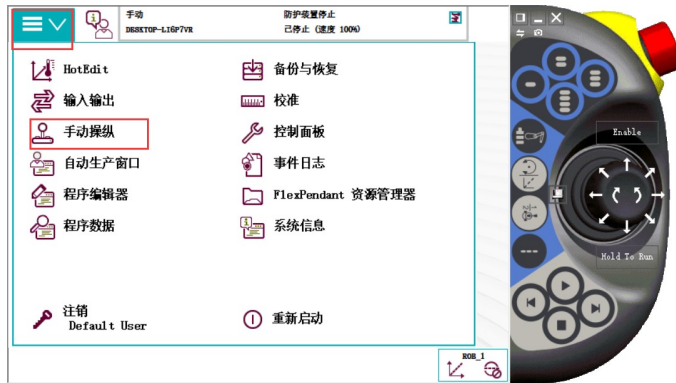 手动
DESKTOP-LI6P7VR
防护装置停止
已停止 (速度 100%)
HotEdit
备份与恢复
输入输出
校准
手动操纵
控制面板
自动生产窗口
事件日志
程序编辑器
FlexPendant 资源管理器
程序数据
系统信息
注销
Default User
重新启动
ROB_1
Enable
Hold To Run